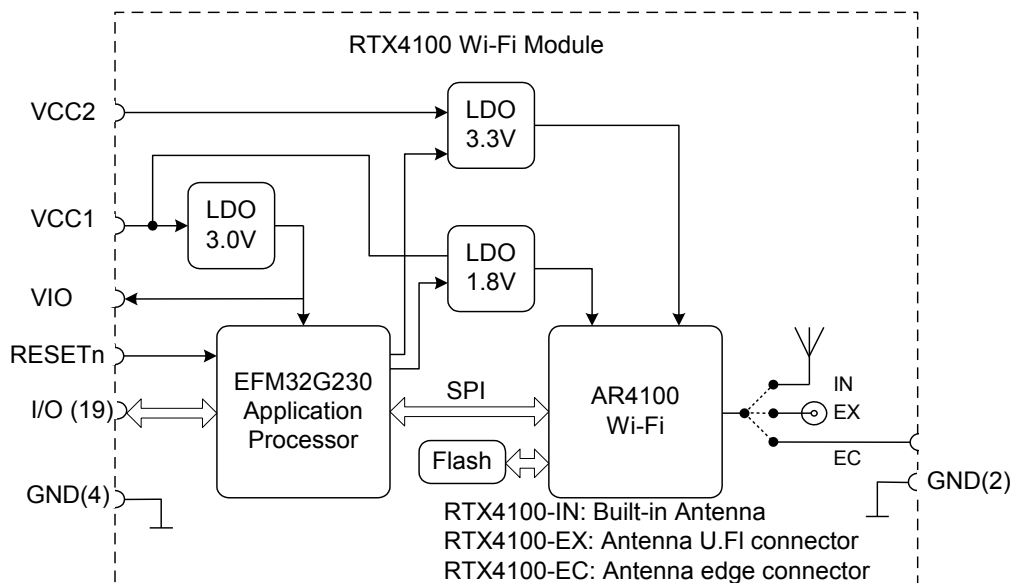 RTX4100 Wi-Fi Module
VCC2
LDO
3.3V
VCC1
LDO
3.0V
LDO
1.8V
VIO
RESETn
EFM32G230
Application
Processor
I/O (19)
SPI
AR4100
Wi-Fi
IN
EX
EC
Flash
GND(4)
GND(2)
RTX4100-IN: Built-in Antenna
RTX4100-EX: Antenna U.Fl connector
RTX4100-EC: Antenna edge connector